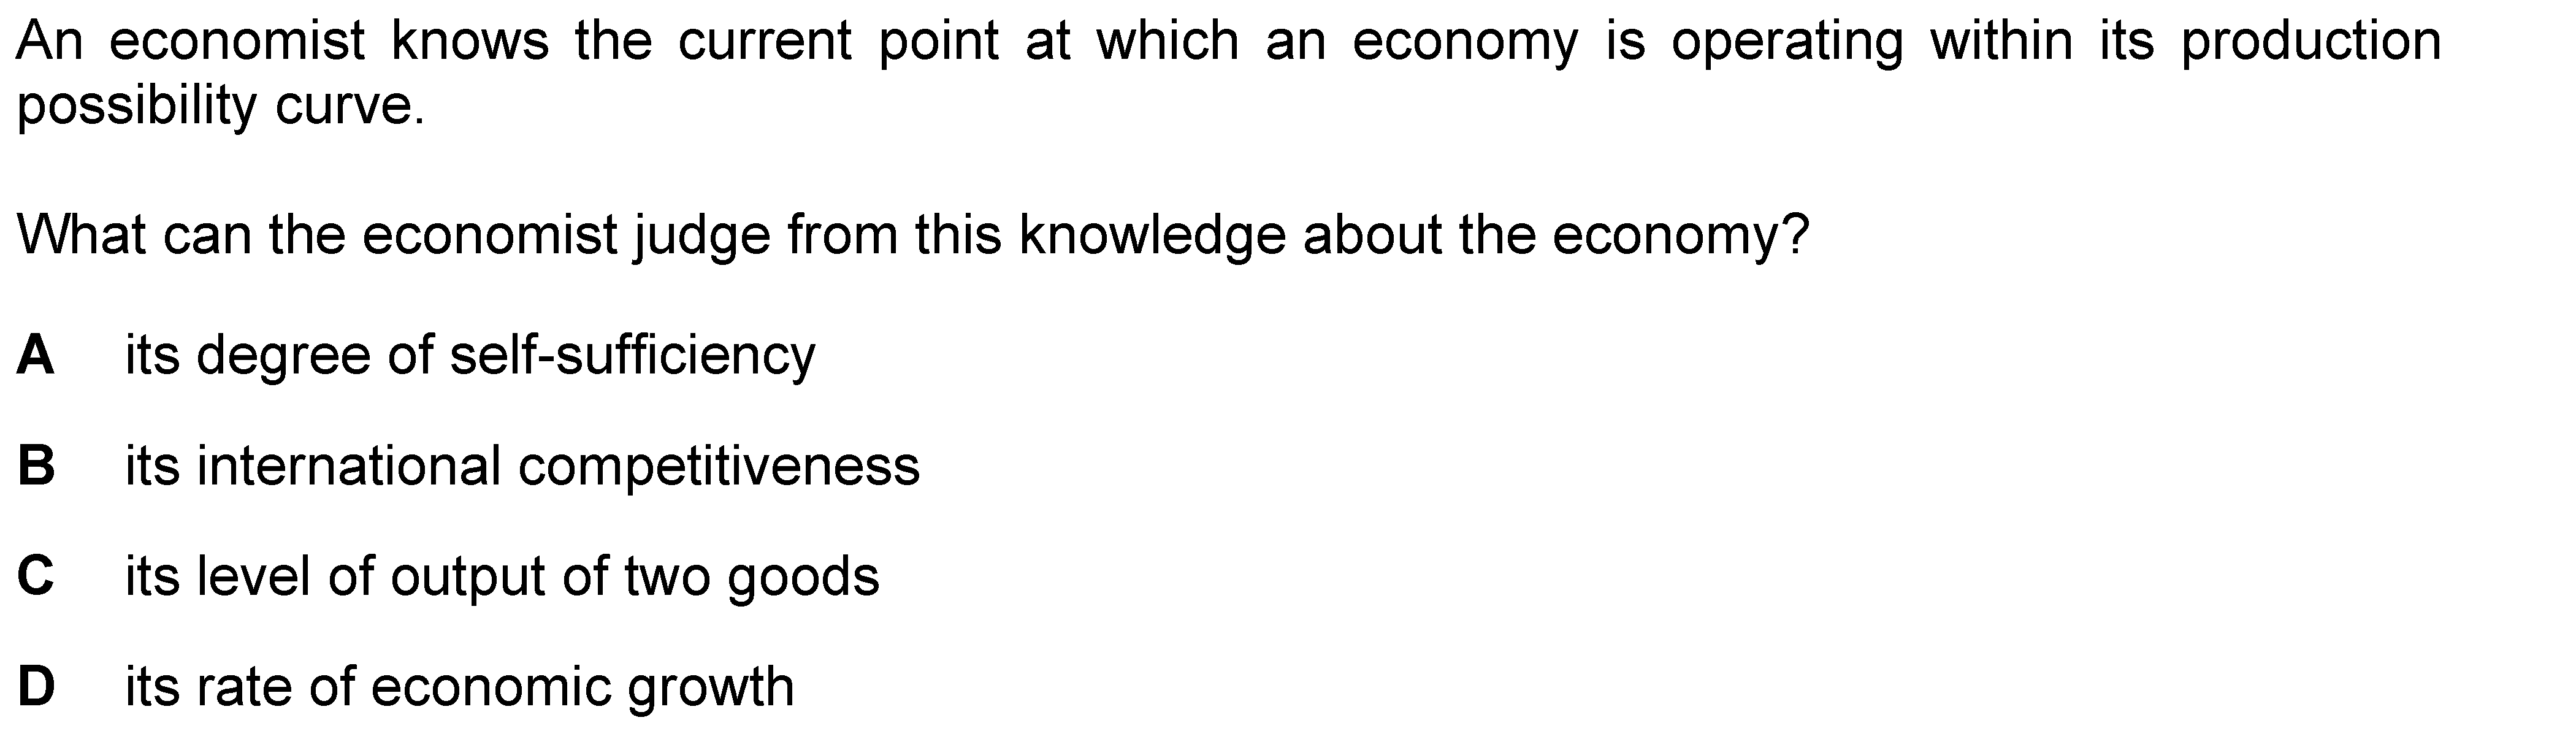 An economist knows the current point at which an economy is operating within its production
possibility curve.
What can the economist judge from this knowledge about the economy?
A its degree of self-sufficiency
B its international competitiveness
C its level of output of two goods
D its rate of economic growth